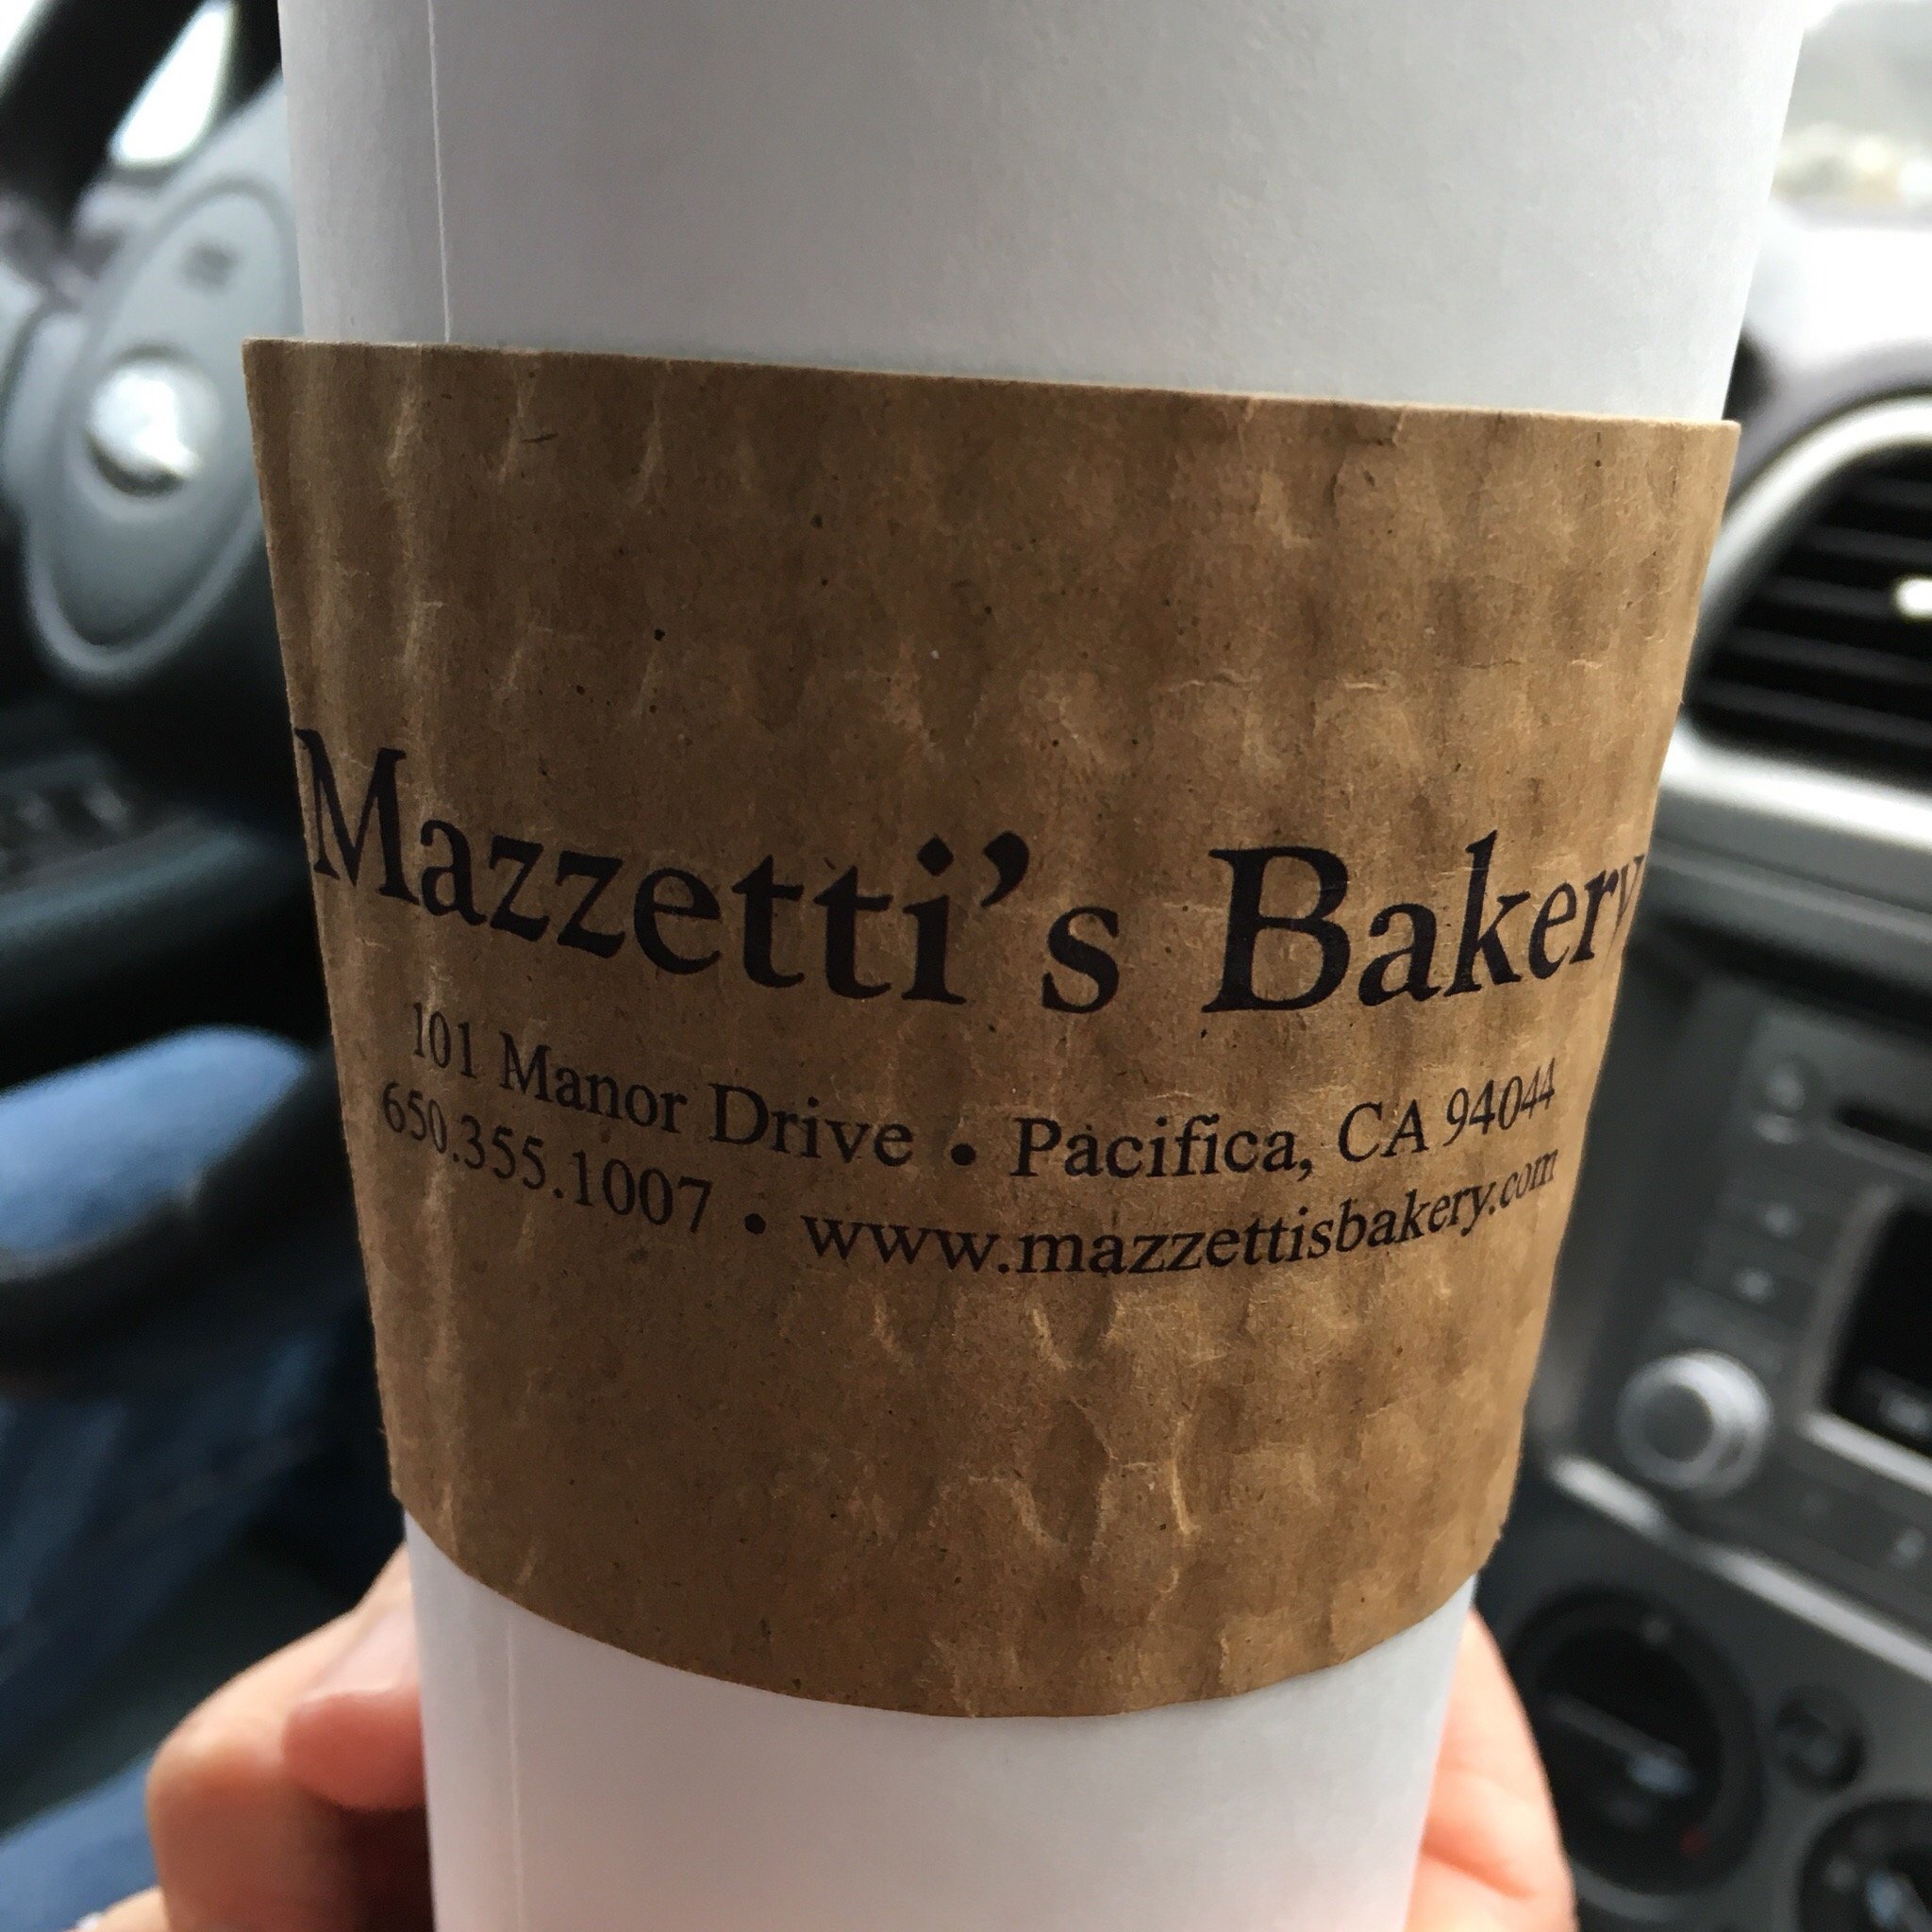 Mazzetti's Bakery
101 Manor Drive • Pacifica, CA 94044
650.355.1007 • www.mazzettisbakery.com